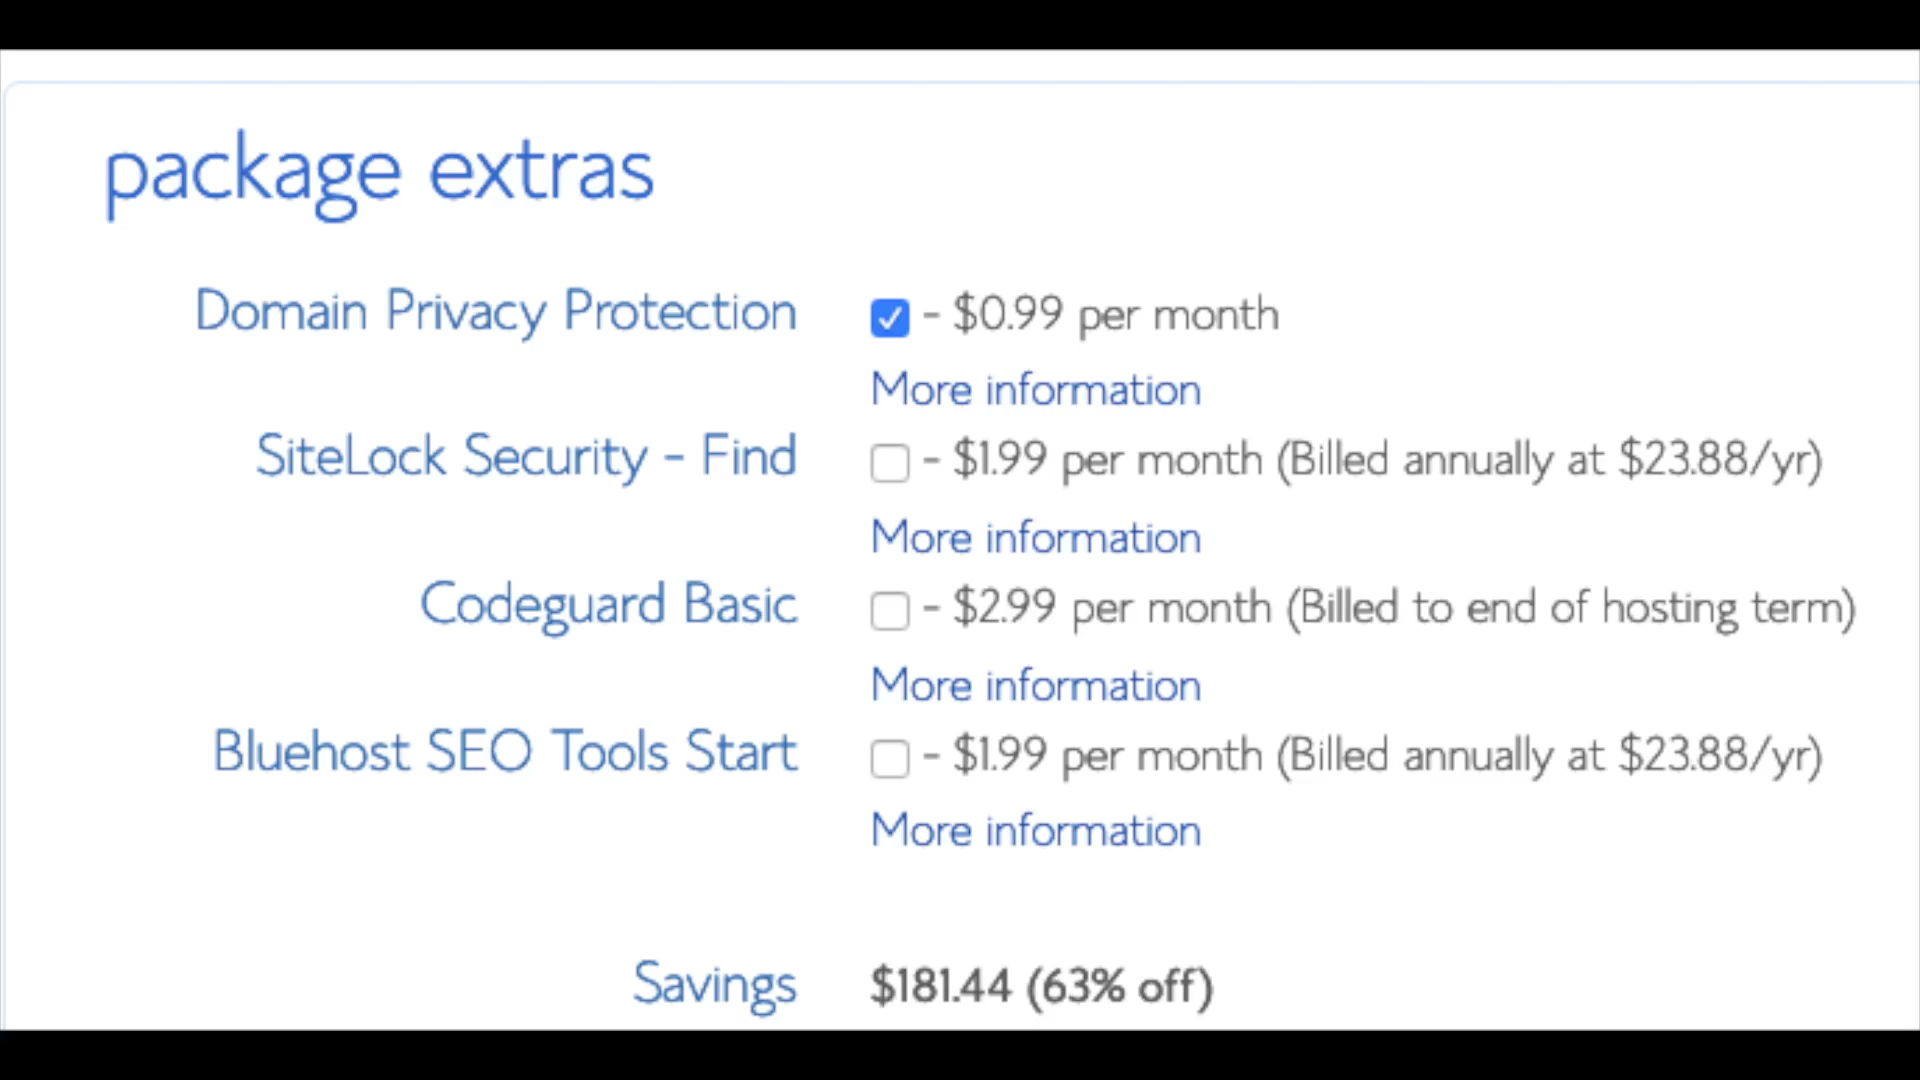 package extras
Domain Privacy Protection - $0.99 per month
More information
SiteLock Security - Find - $1.99 per month (Billed annually at $23.88/yr)
More information
Codeguard Basic - $2.99 per month (Billed to end of hosting term)
More information
Bluehost SEO Tools Start - $1.99 per month (Billed annually at $23.88/yr)
More information
Savings $181.44 (63% off)